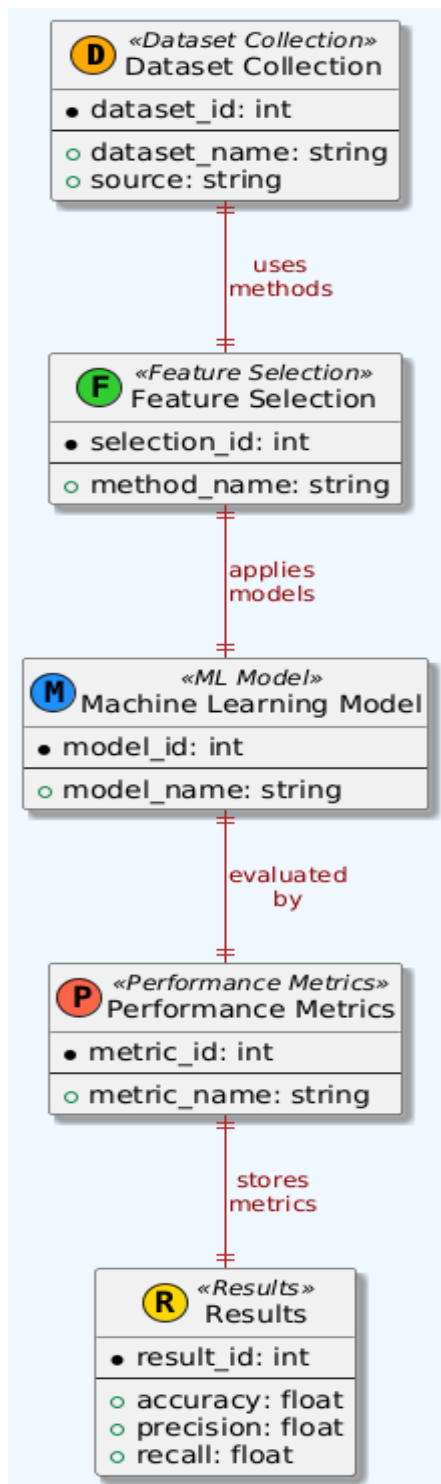 D
«Dataset Collection»
Dataset Collection
dataset_id: int
dataset_name: string
source: string
uses
methods
F
«Feature Selection»
Feature Selection
selection_id: int
method_name: string
applies
models
M
«ML Model»
Machine Learning Model
model_id: int
model_name: string
evaluated
by
P
«Performance Metrics»
Performance Metrics
metric_id: int
metric_name: string
stores
metrics
R
«Results»
Results
result_id: int
accuracy: float
precision: float
recall: float